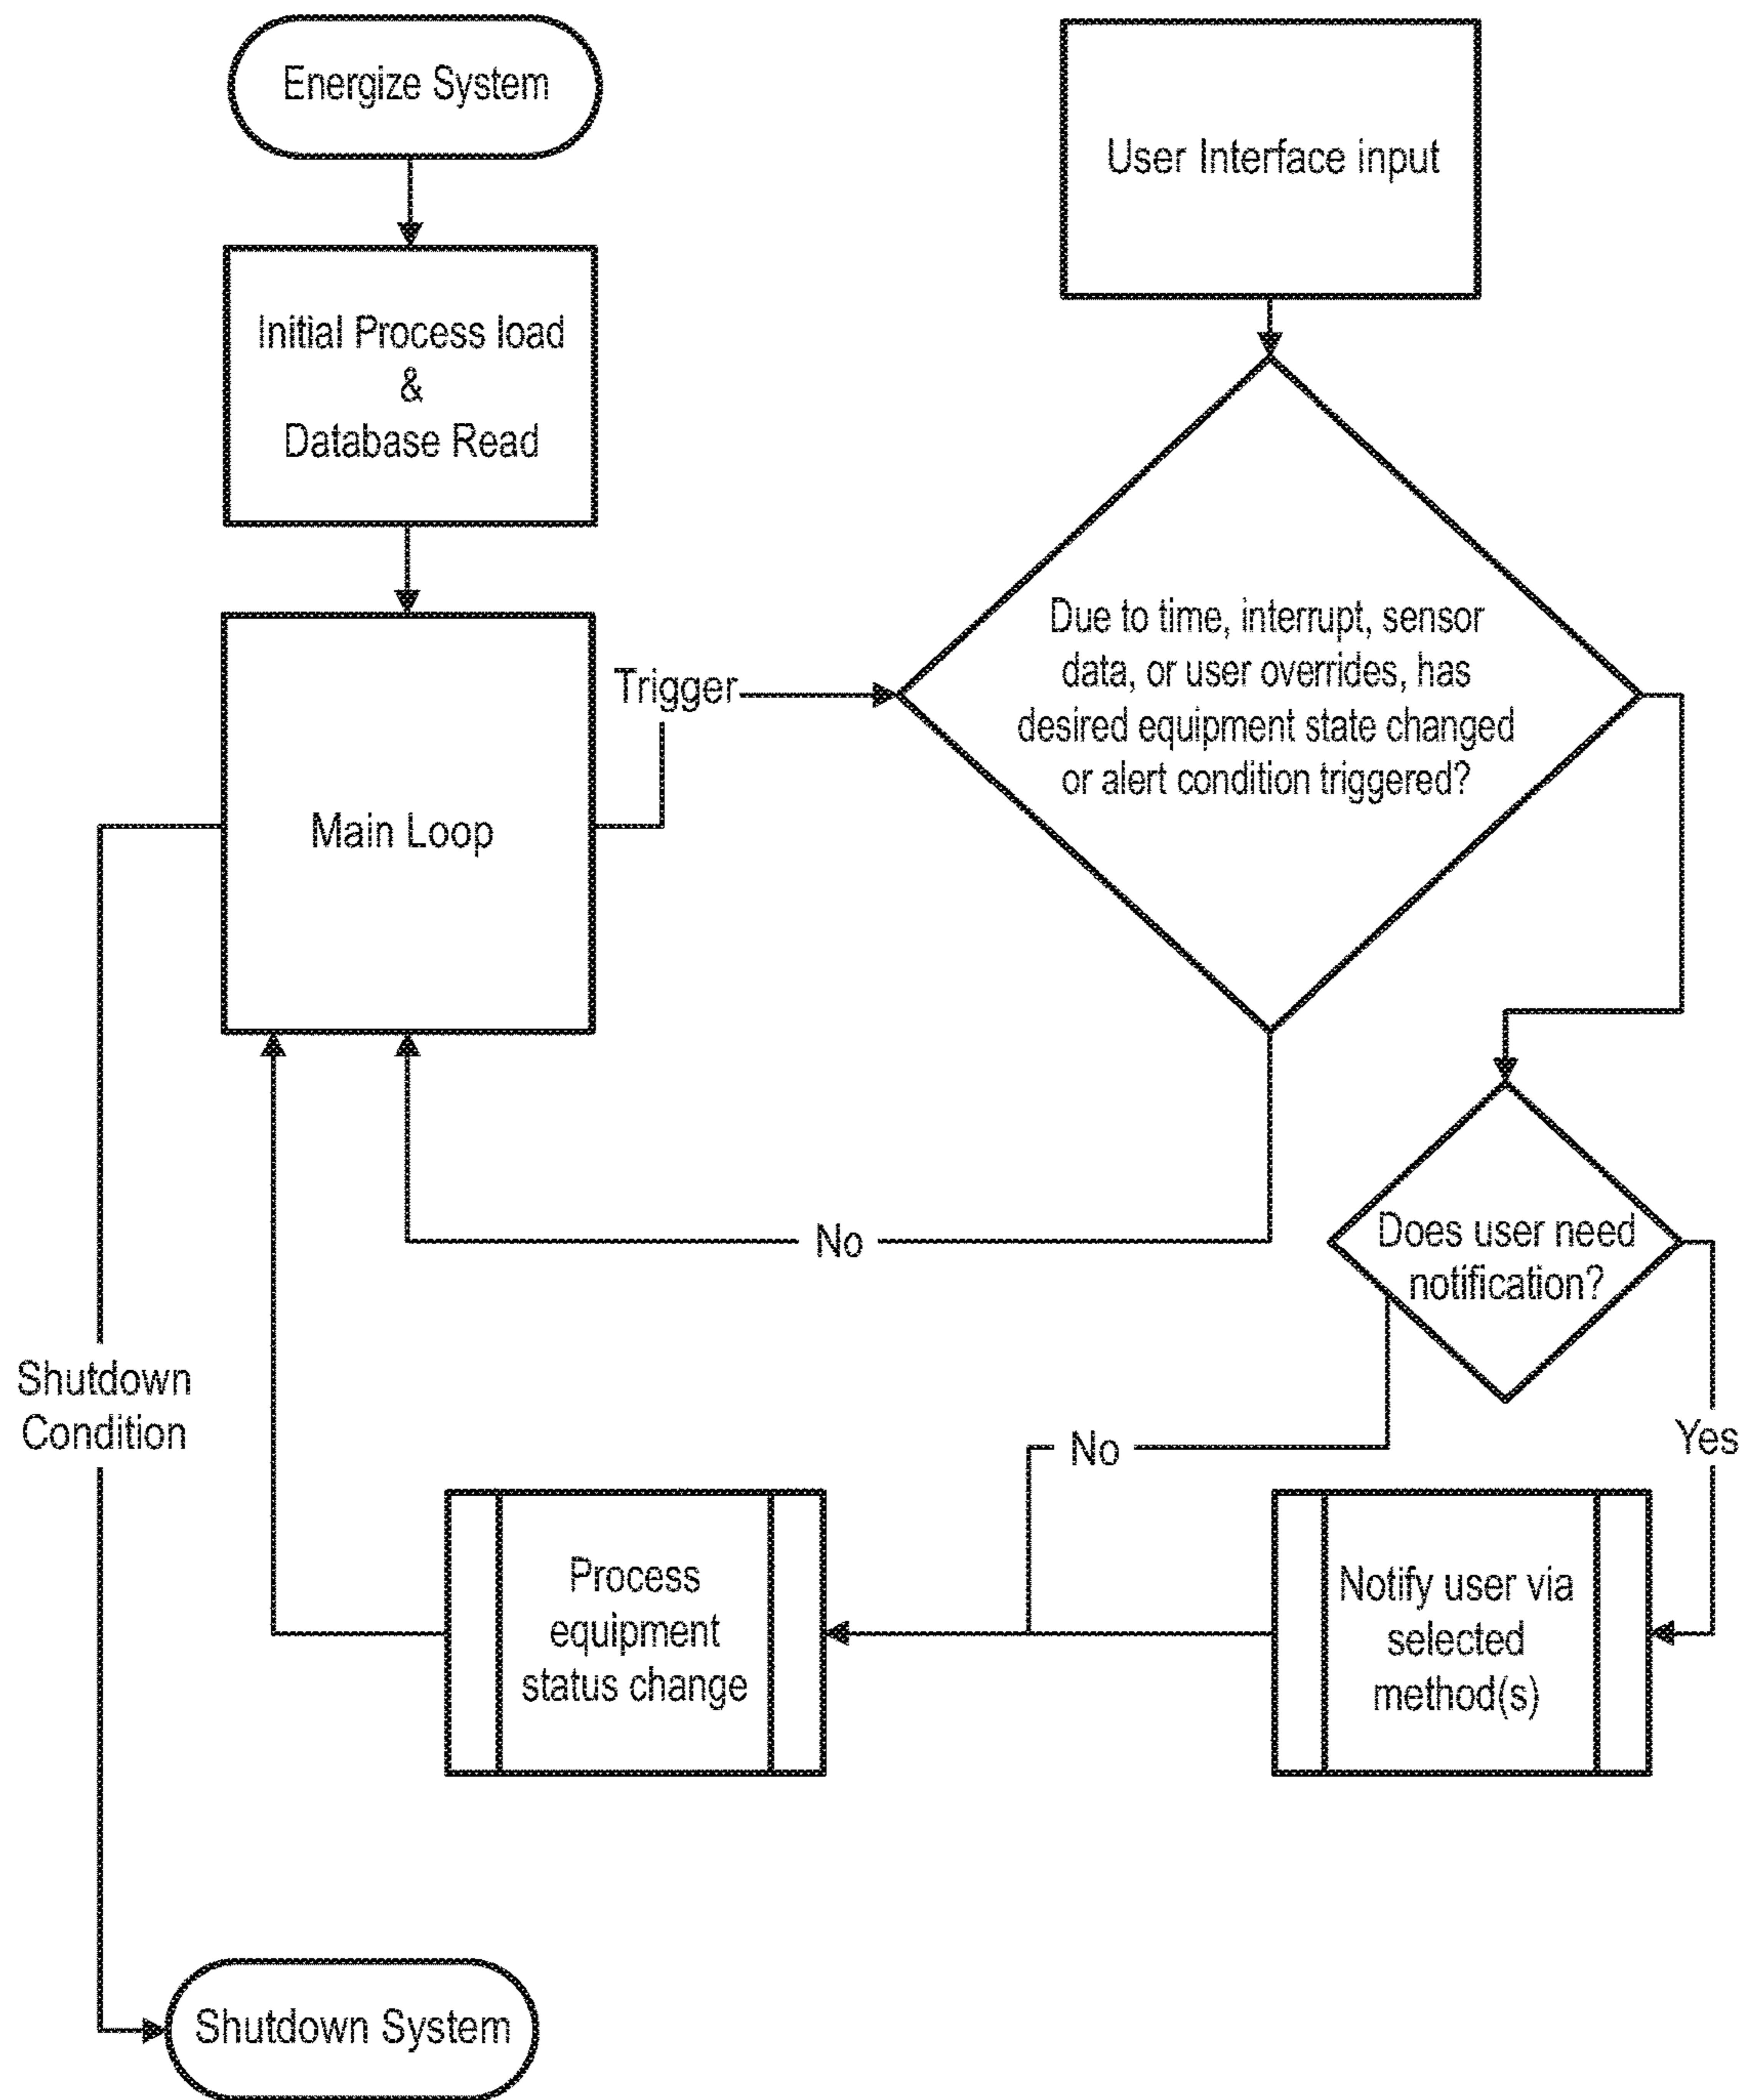 Energize System
User Interface input
Initial Process load
&
Database Read
Due to time, interrupt, sensor
data, or user overrides, has
desired equipment state changed
or alert condition triggered?
Trigger
Main Loop
No
Does user need
notification?
Shutdown
Condition
No
Yes
Process
equipment
status change
Notify user via
selected
method(s)
Shutdown System